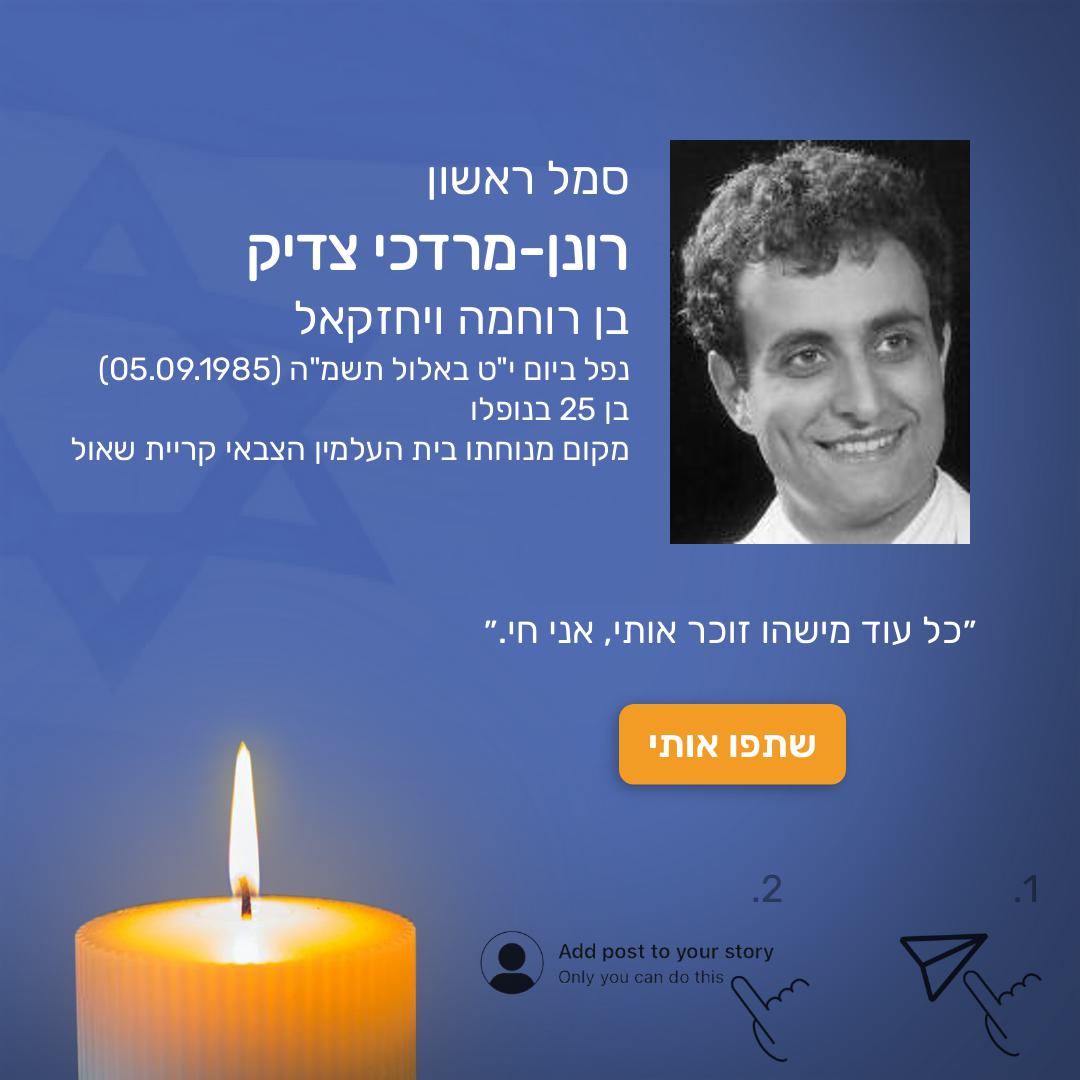 סמל ראשון
רונן-מרדכי צדיק
בן רוחמה ויחזקאל
נפל ביום י"ט באלול תשמ"ה (05.09.1985)
בן 25 בנופלו
מקום מנוחתו בית העלמין הצבאי קריית שאול
״כל עוד מישהו זוכר אותי, אני חי.״
שתפו אותי
1.
2.
Add post to your story
Only you can do this